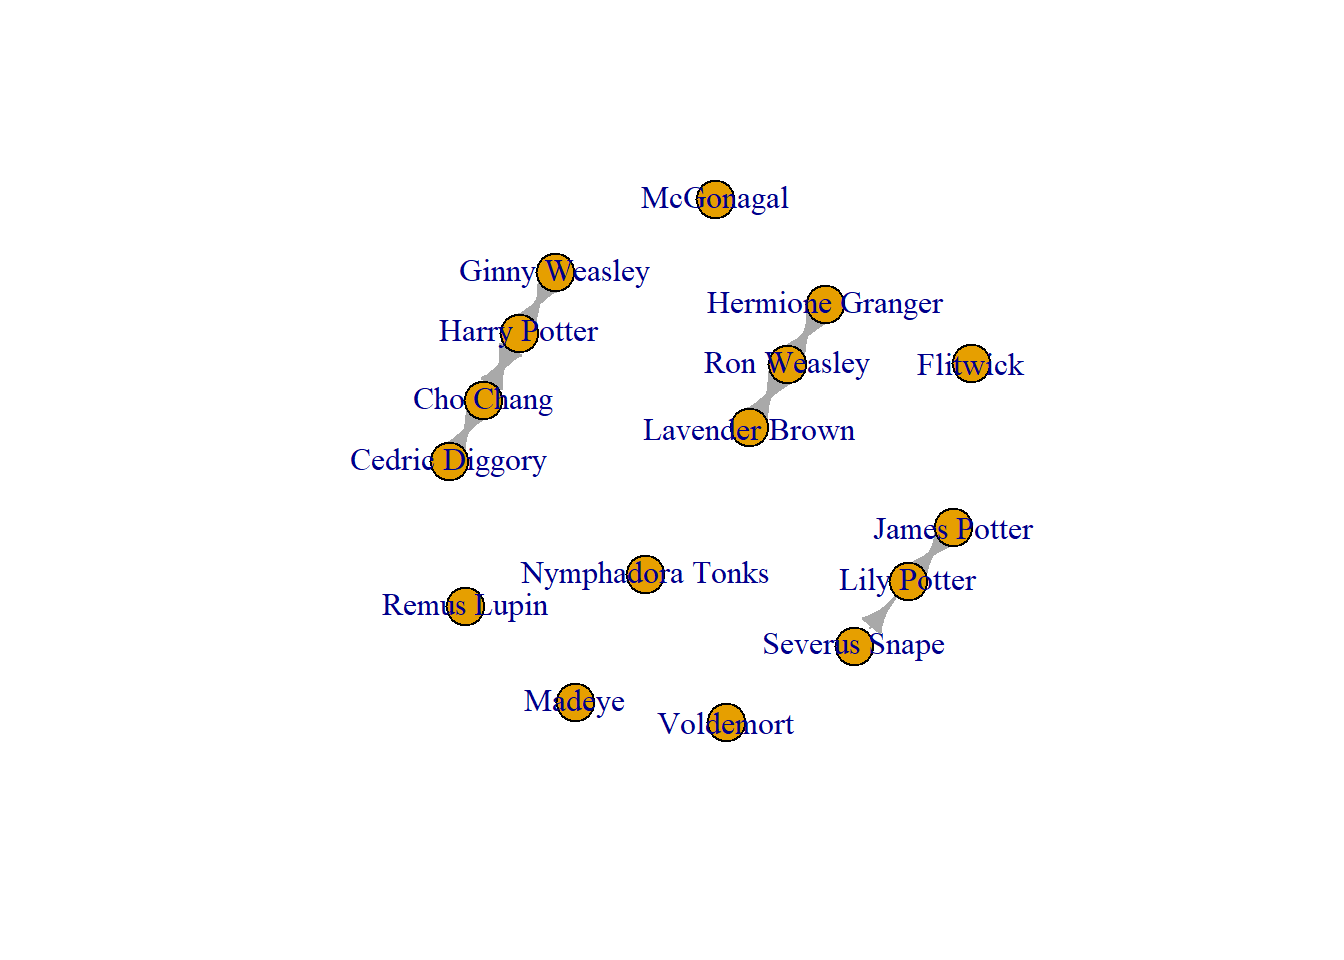 McGonagal
Ginny Weasley
Hermione Granger
Harry Potter
Ron Weasley
Flitwick
Cho Chang
Lavender Brown
Cedric Diggory
James Potter
Nymphadora Tonks
Lily Potter
Remus Lupin
Severus Snape
Madeye
Voldemort